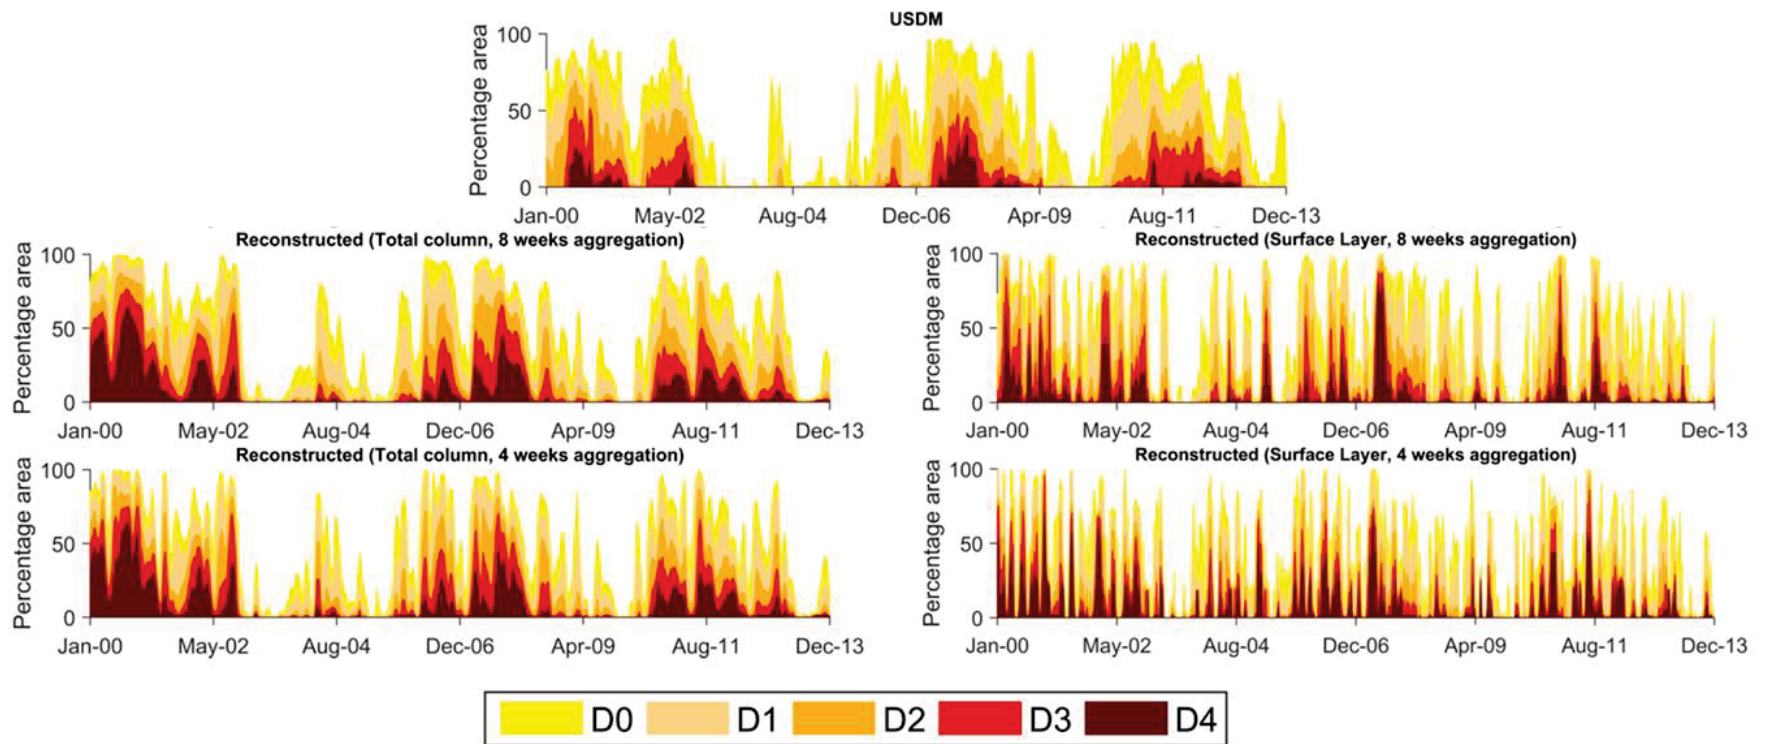 USDM
Percentage area
100
50
0
Jan-00 May-02 Aug-04 Dec-06 Apr-09 Aug-11 Dec-13
Reconstructed (Total column, 8 weeks aggregation)
Percentage area
100
50
0
Jan-00 May-02 Aug-04 Dec-06 Apr-09 Aug-11 Dec-13
Reconstructed (Surface Layer, 8 weeks aggregation)
Percentage area
100
50
0
Jan-00 May-02 Aug-04 Dec-06 Apr-09 Aug-11 Dec-13
Reconstructed (Total column, 4 weeks aggregation)
Percentage area
100
50
0
Jan-00 May-02 Aug-04 Dec-06 Apr-09 Aug-11 Dec-13
Reconstructed (Surface Layer, 4 weeks aggregation)
Percentage area
100
50
0
Jan-00 May-02 Aug-04 Dec-06 Apr-09 Aug-11 Dec-13
D0 D1 D2 D3 D4